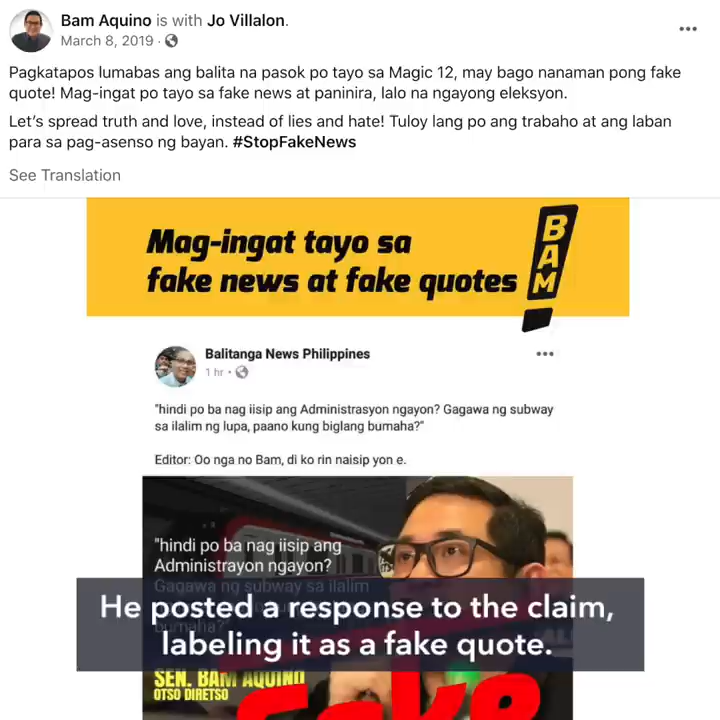 Bam Aquino is with Jo Villalon.
March 8, 2019 ·
Pagkatapos lumabas ang balita na pasok po tayo sa Magic 12, may bago nanaman pong fake
quote! Mag-ingat po tayo sa fake news at paninira, lalo na ngayong eleksyon.
Let's spread truth and love, instead of lies and hate! Tuloy lang po ang trabaho at ang laban
para sa pag-asenso ng bayan. #StopFakeNews
See Translation
Mag-ingat tayo sa
fake news at fake quotes
BAM
Balitanga News Philippines
1 hr ·
"hindi po ba nag iisip ang Administrasyon ngayon? Gagawa ng subway
sa ilalim ng lupa, paano kung biglang bumaha?"
Editor: Oo nga no Bam, di ko rin naisip yon e.
"hindi po ba nag iisip ang
Administrayon ngayon?
Gagawa ng subway sa ilalim
bumaha?"
He posted a response to the claim,
labeling it as a fake quote.
SEN. BAM AQUINO
OTSO DIRETSO
Fake